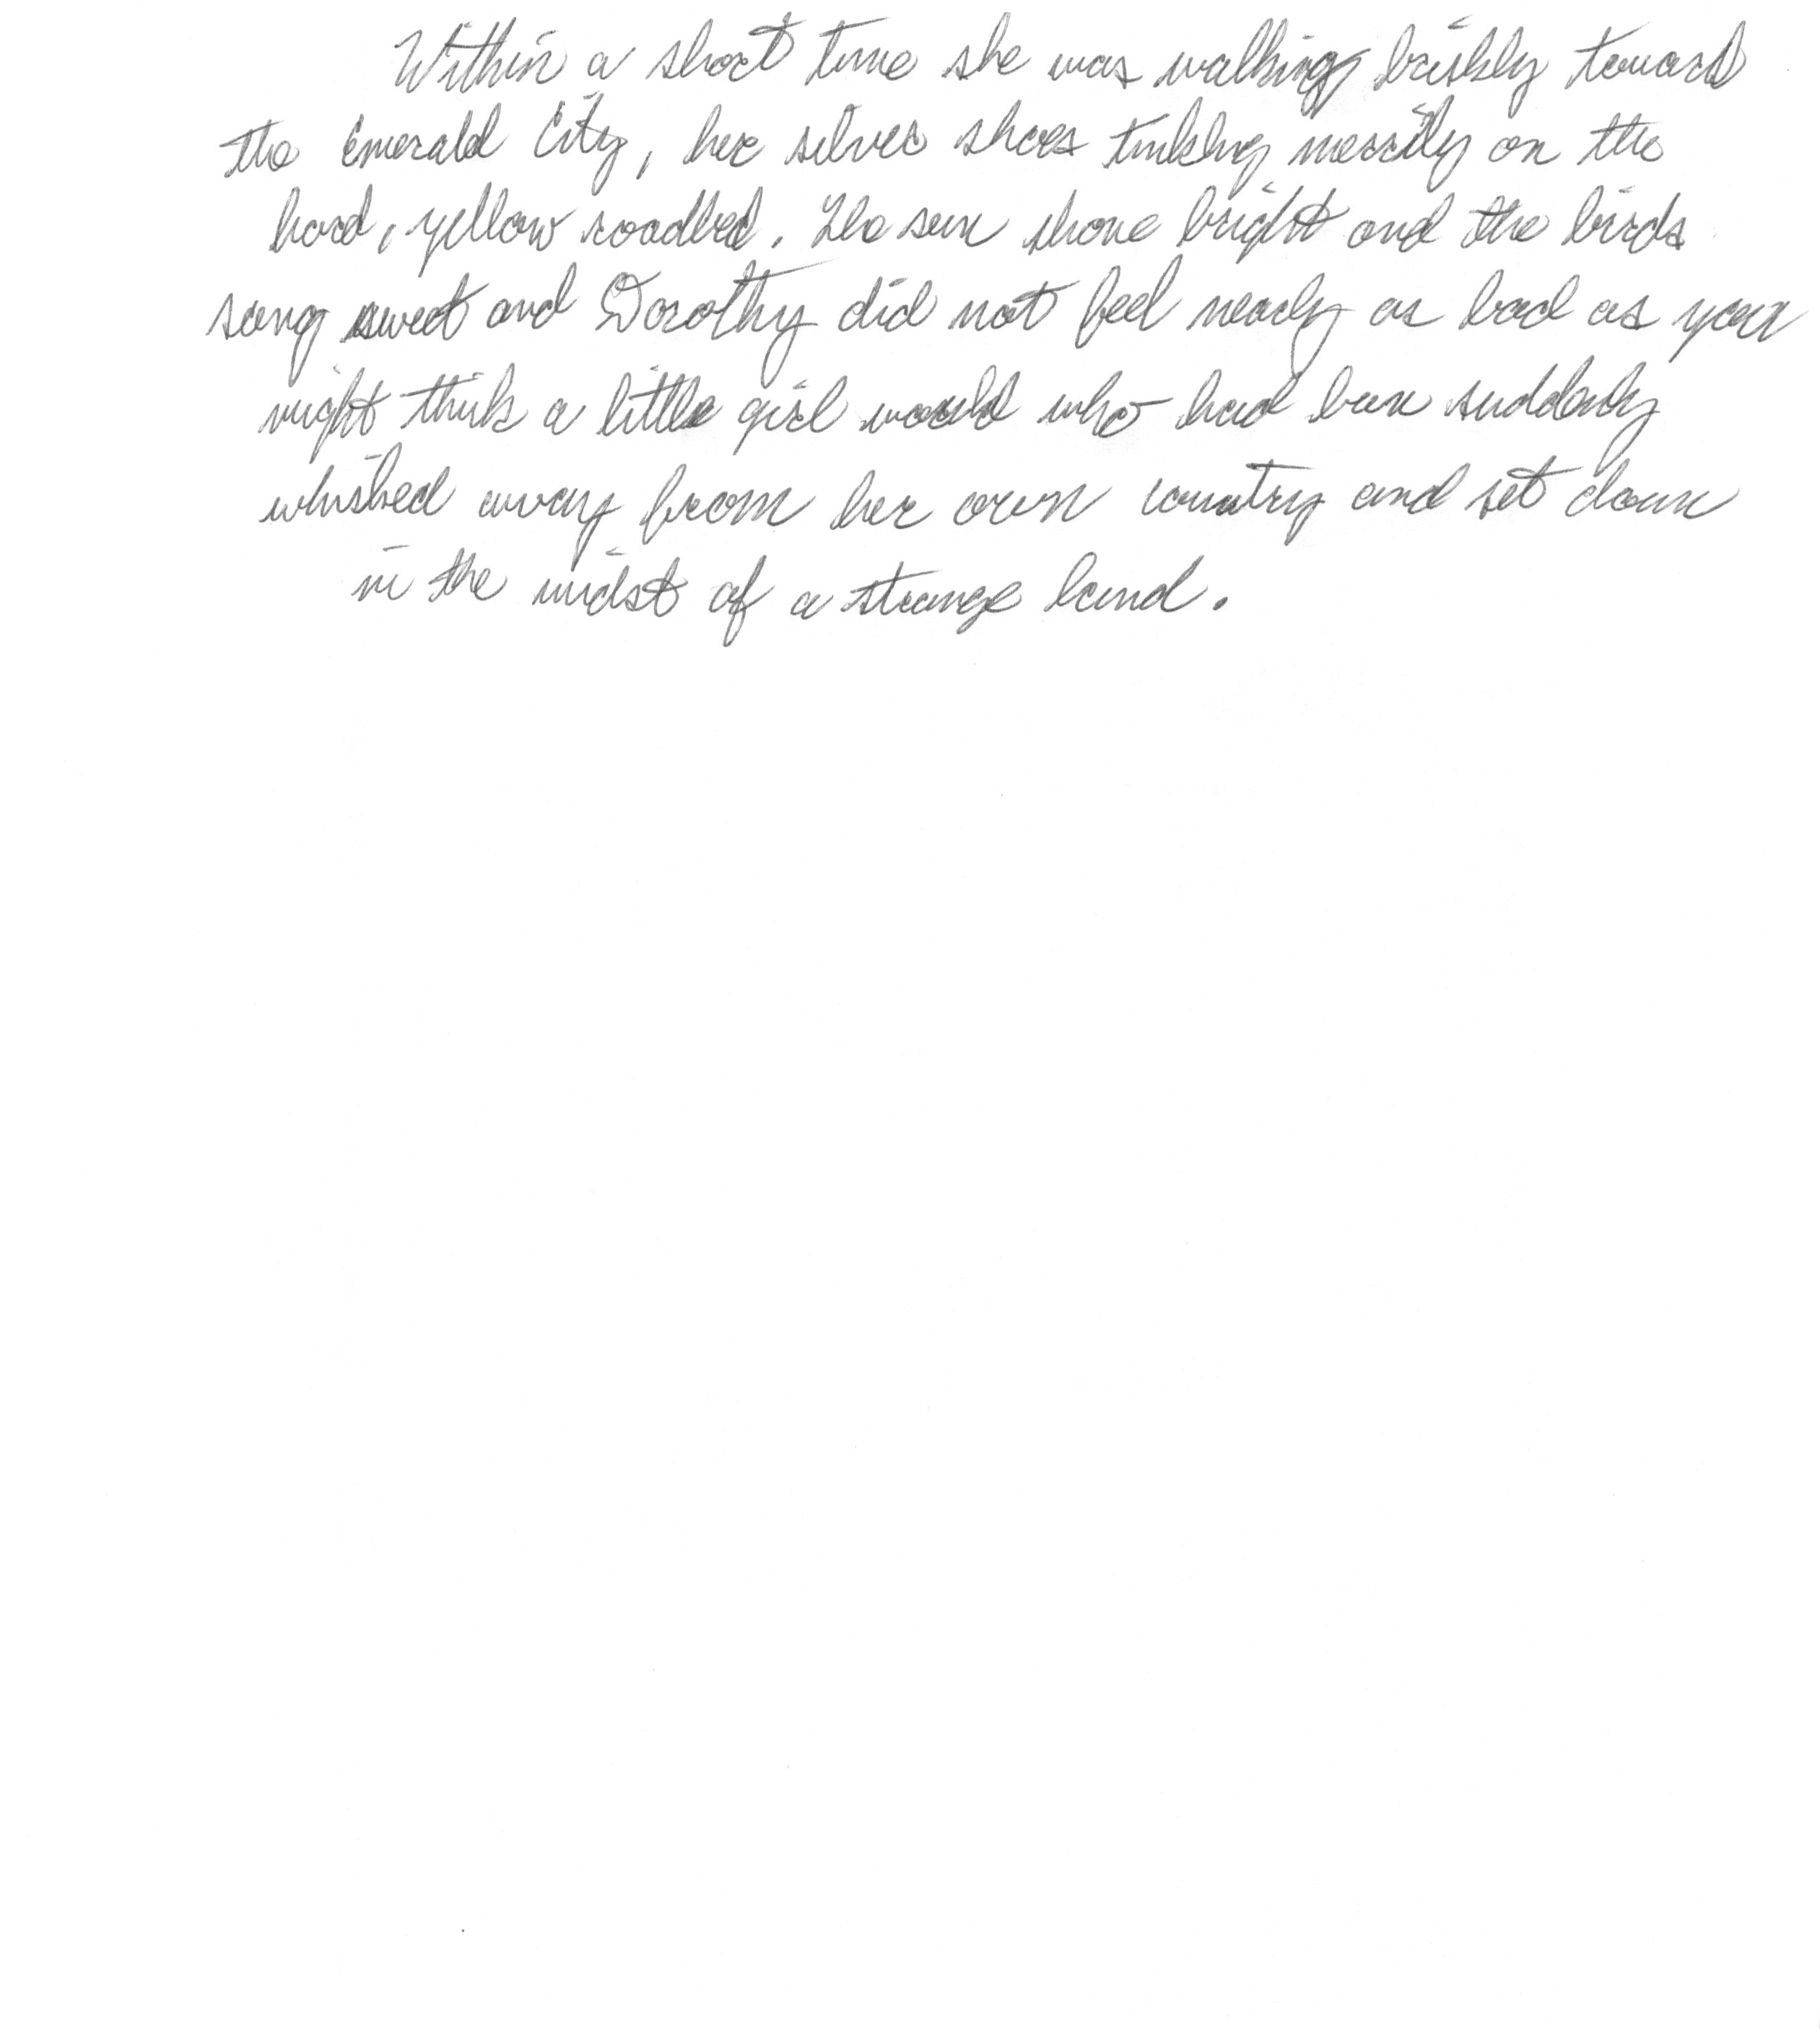 Within a short time she was walking briskly toward
the Emerald City, her silver shoes tinkling merrily on the
hard, yellow roadbed. The sun shone bright and the birds
sang sweet and Dorothy did not feel nearly as bad as you
might think a little girl would who had been suddenly
whisked away from her own country and set down
in the midst of a strange land.